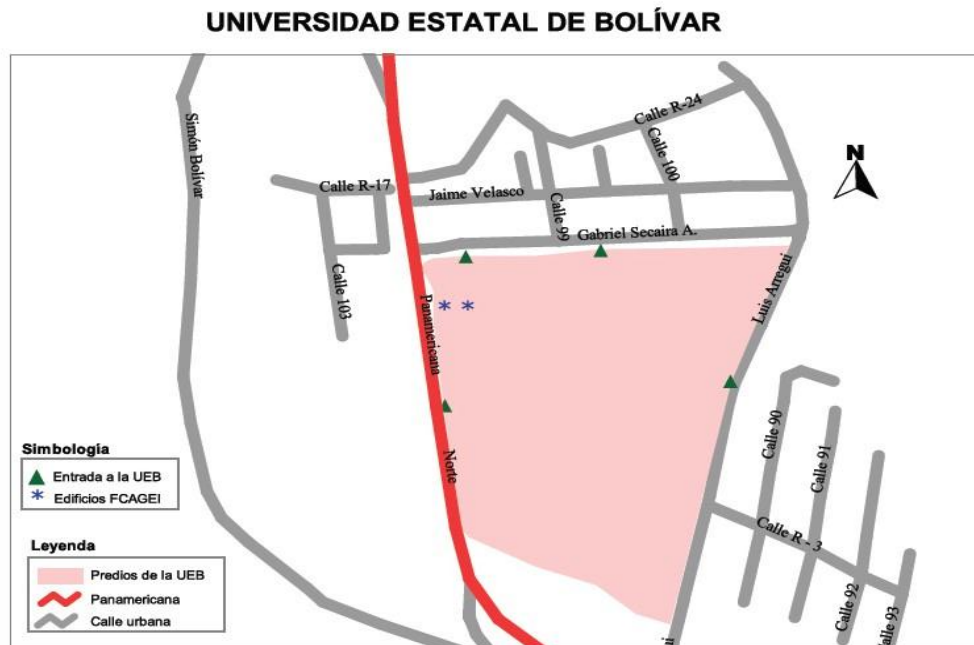 UNIVERSIDAD ESTATAL DE BOLÍVAR
Calle R-24
Simón Bolívar
Calle 100
N
Calle R-17
Jaime Velasco
Calle 99
Gabriel Secaira A.
Calle 103
Luis Arregui
* *
Panamericana
Norte
Calle 90
Calle 91
Calle R - 3
Calle 92
Calle 93
Simbología
Entrada a la UEB
* Edificios FCAGEI
Leyenda
Predios de la UEB
Panamericana
Calle urbana